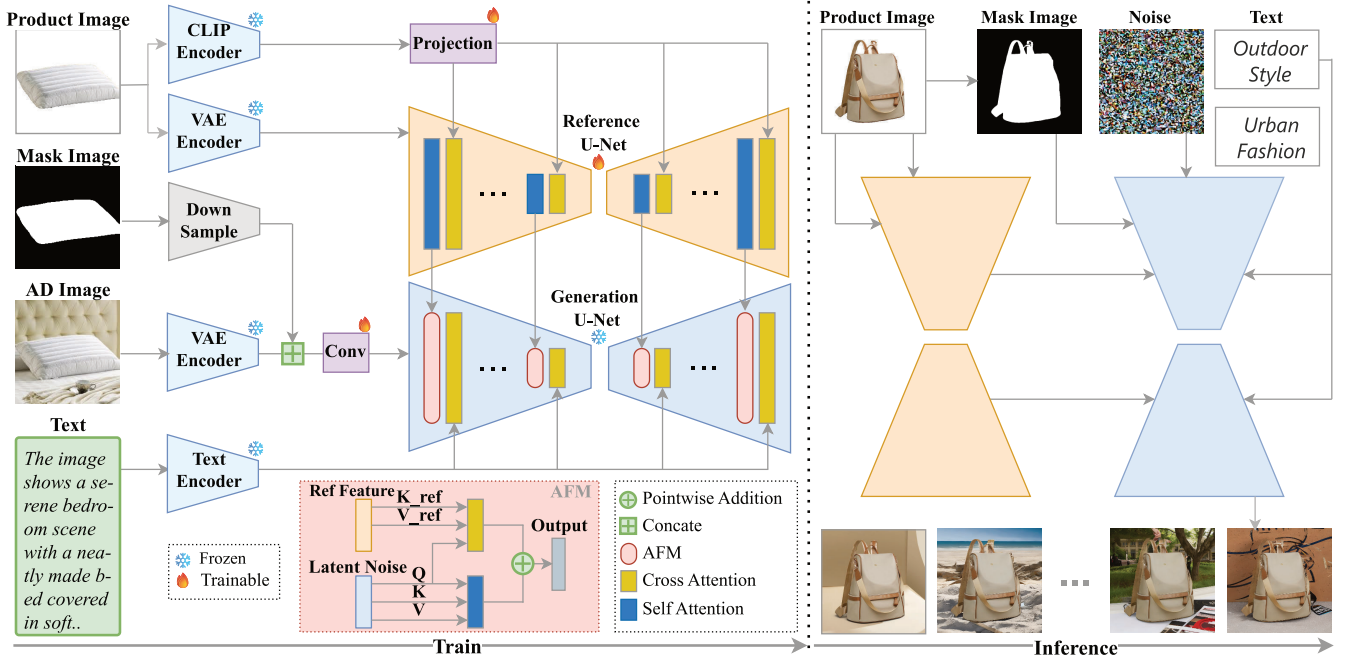 Product Image
CLIP
Encoder
Projection
VAE
Encoder
Reference
U-Net
Mask Image
Down
Sample
AD Image
VAE
Encoder
Conv
Generation
U-Net
Text
The image
shows a se-
rene bedro-
om scene
with a nea-
tly made b-
ed covered
in soft..
Text
Encoder
Frozen
Trainable
AFM
Ref Feature
K_ref
V_ref
Output
Latent Noise
Q
K
V
Pointwise Addition
Concate
AFM
Cross Attention
Self Attention
Train
Product Image
Mask Image
Noise
Text
Outdoor
Style
Urban
Fashion
Inference